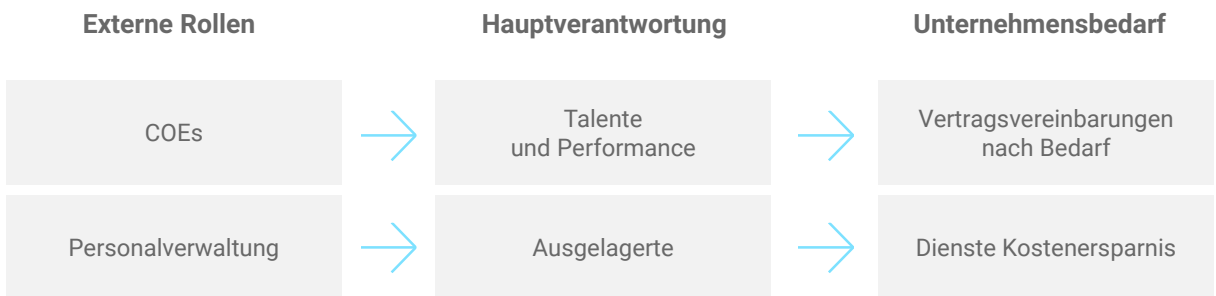 Externe Rollen
Hauptverantwortung
Unternehmensbedarf
COEs
Talente
und Performance
Vertragsvereinbarungen
nach Bedarf
Personalverwaltung
Ausgelagerte
Dienste Kostenersparnis